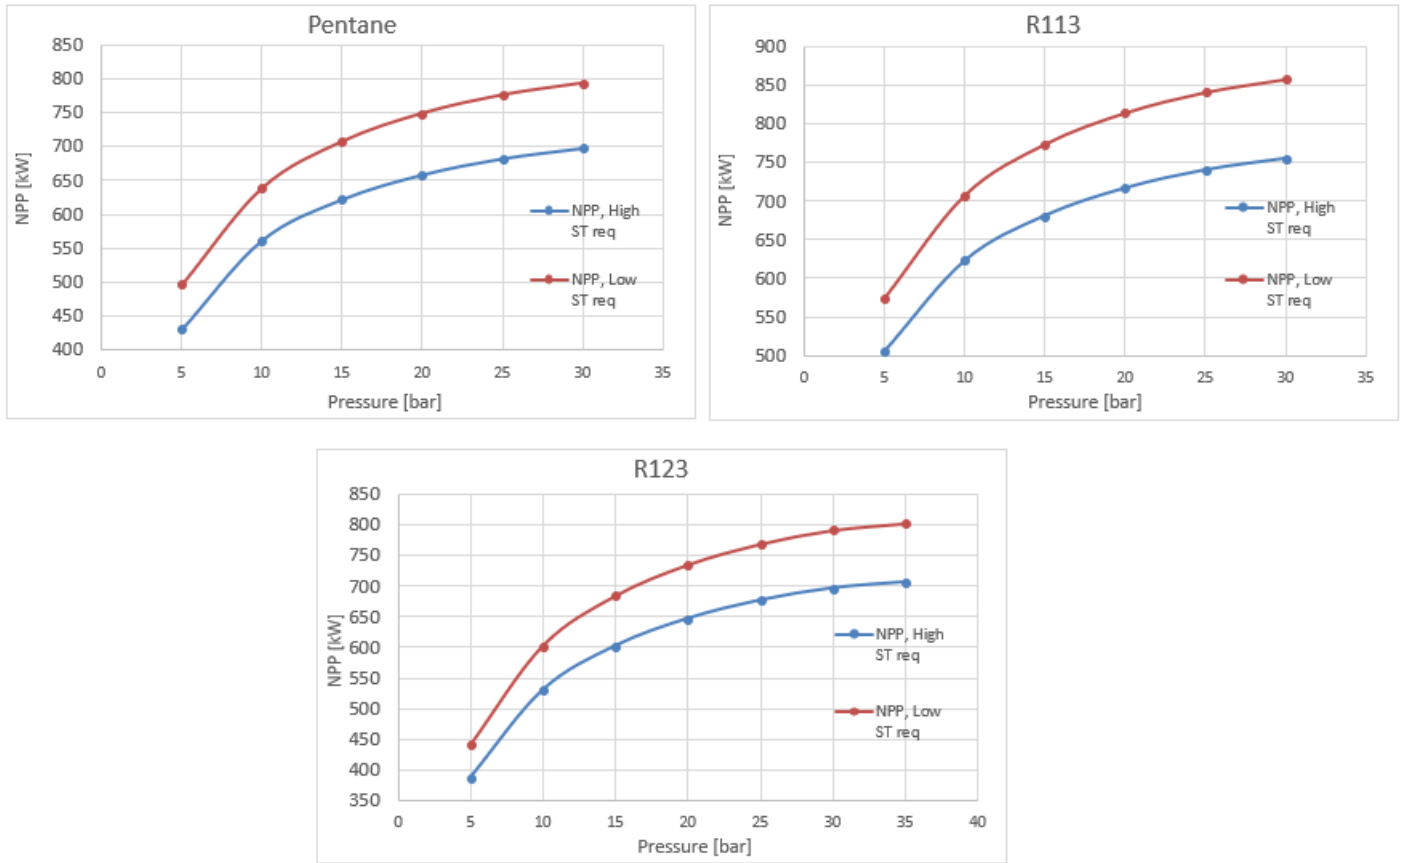 Pentane
850
800
750
700
650
600
550
500
450
400
NPP [kW]
0 5 10 15 20 25 30 35
Pressure [bar]
NPP, High
ST req
NPP, Low
ST req
R113
900
850
800
750
700
650
600
550
500
NPP [kW]
0 5 10 15 20 25 30 35
Pressure [bar]
NPP, High
ST req
NPP, Low
ST req
R123
850
800
750
700
650
600
550
500
450
400
350
NPP [kW]
0 5 10 15 20 25 30 35 40
Pressure [bar]
NPP, High
ST req
NPP, Low
ST req